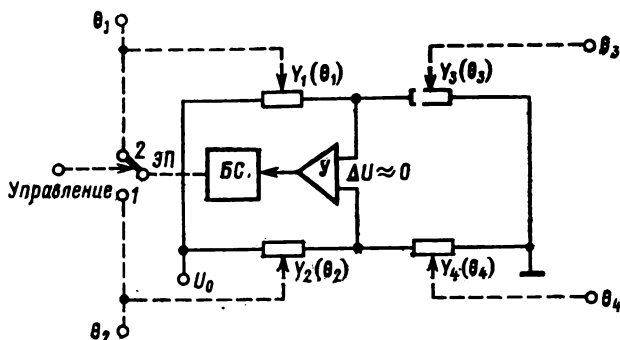 θ₁
Y₁(θ₁)
Y₃(θ₃)
θ₃
2
ЭП
БС.
У
ΔU≈0
Управление
1
Y₂(θ₂)
Y₄(θ₄)
U₀
θ₂
θ₄